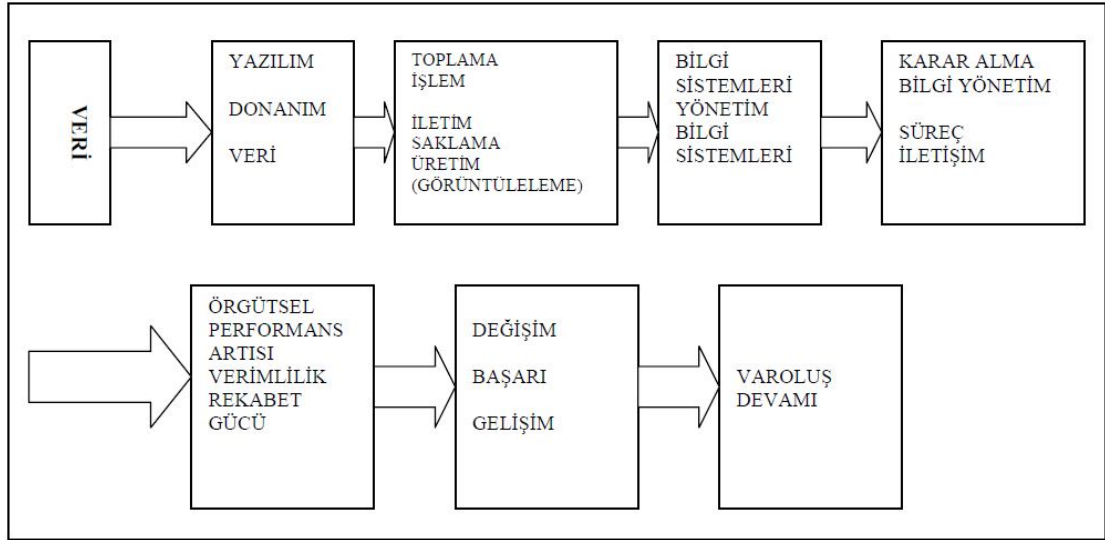 VERİ
YAZILIM
DONANIM
VERİ
TOPLAMA
İŞLEM
İLETİM
SAKLAMA
ÜRETİM
(GÖRÜNTÜLELEME)
BİLGİ
SİSTEMLERİ
YÖNETİM
BİLGİ
SİSTEMLERİ
KARAR ALMA
BİLGİ YÖNETİM
SÜREÇ
İLETİŞİM
ÖRGÜTSEL
PERFORMANS
ARTISI
VERİMLİLİK
REKABET
GÜCÜ
DEĞİŞİM
BAŞARI
GELİŞİM
VAROLUŞ
DEVAMI